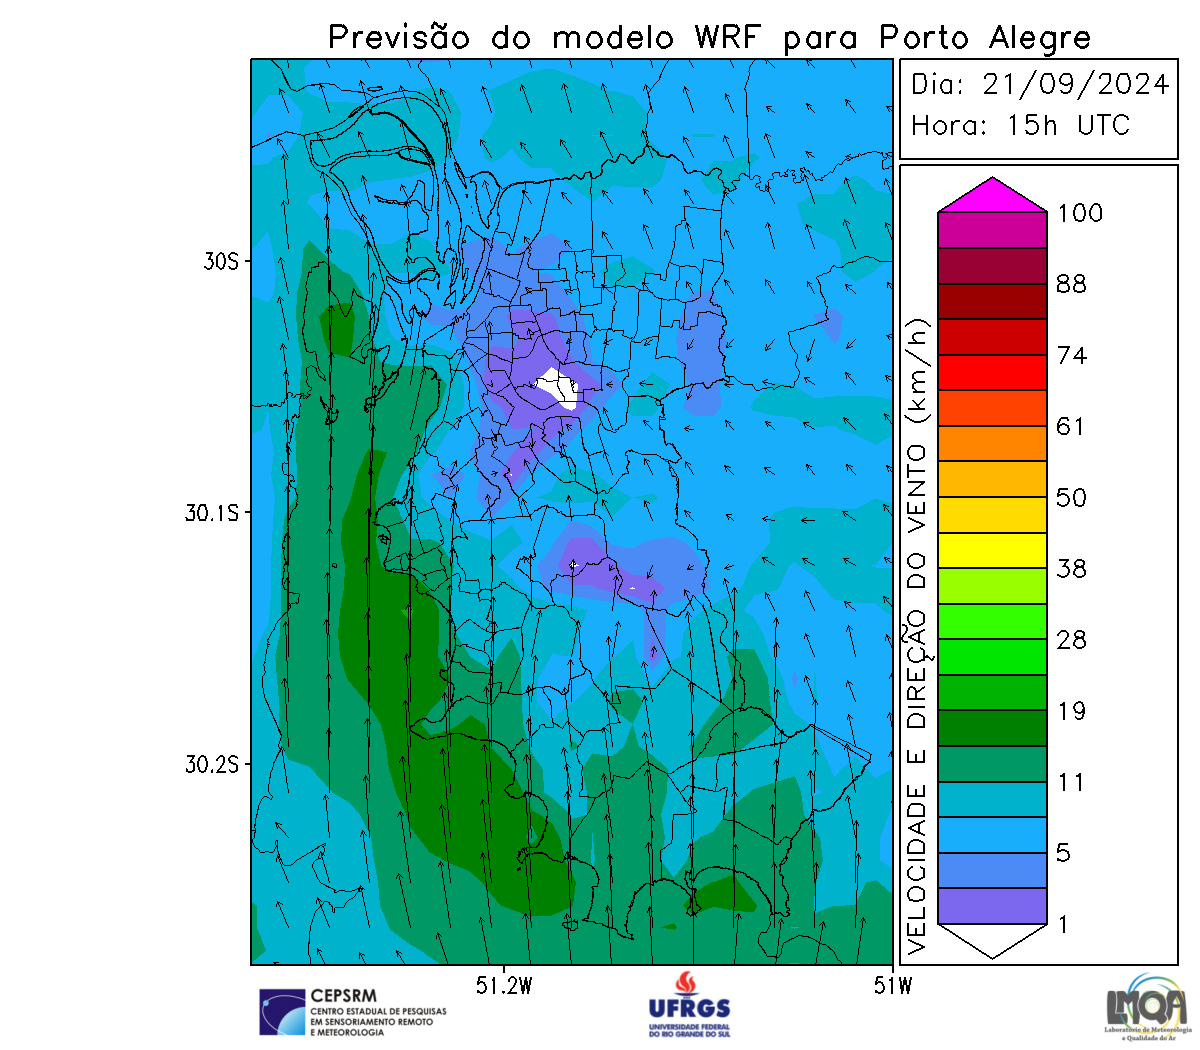 Previsão do modelo WRF para Porto Alegre
Dia: 21/09/2024
Hora: 15h UTC
30S
30.1S
30.2S
51.2W
51W
VELOCIDADE E DIREÇÃO DO VENTO (km/h)
100
88
74
61
50
38
28
19
11
5
1
CEPSRM
CENTRO ESTADUAL DE PESQUISAS
EM SENSORIAMENTO REMOTO
E METEOROLOGIA
UFRGS
UNIVERSIDADE FEDERAL
DO RIO GRANDE DO SUL
LMQA
Laboratório de Meteorologia
e Qualidade do Ar